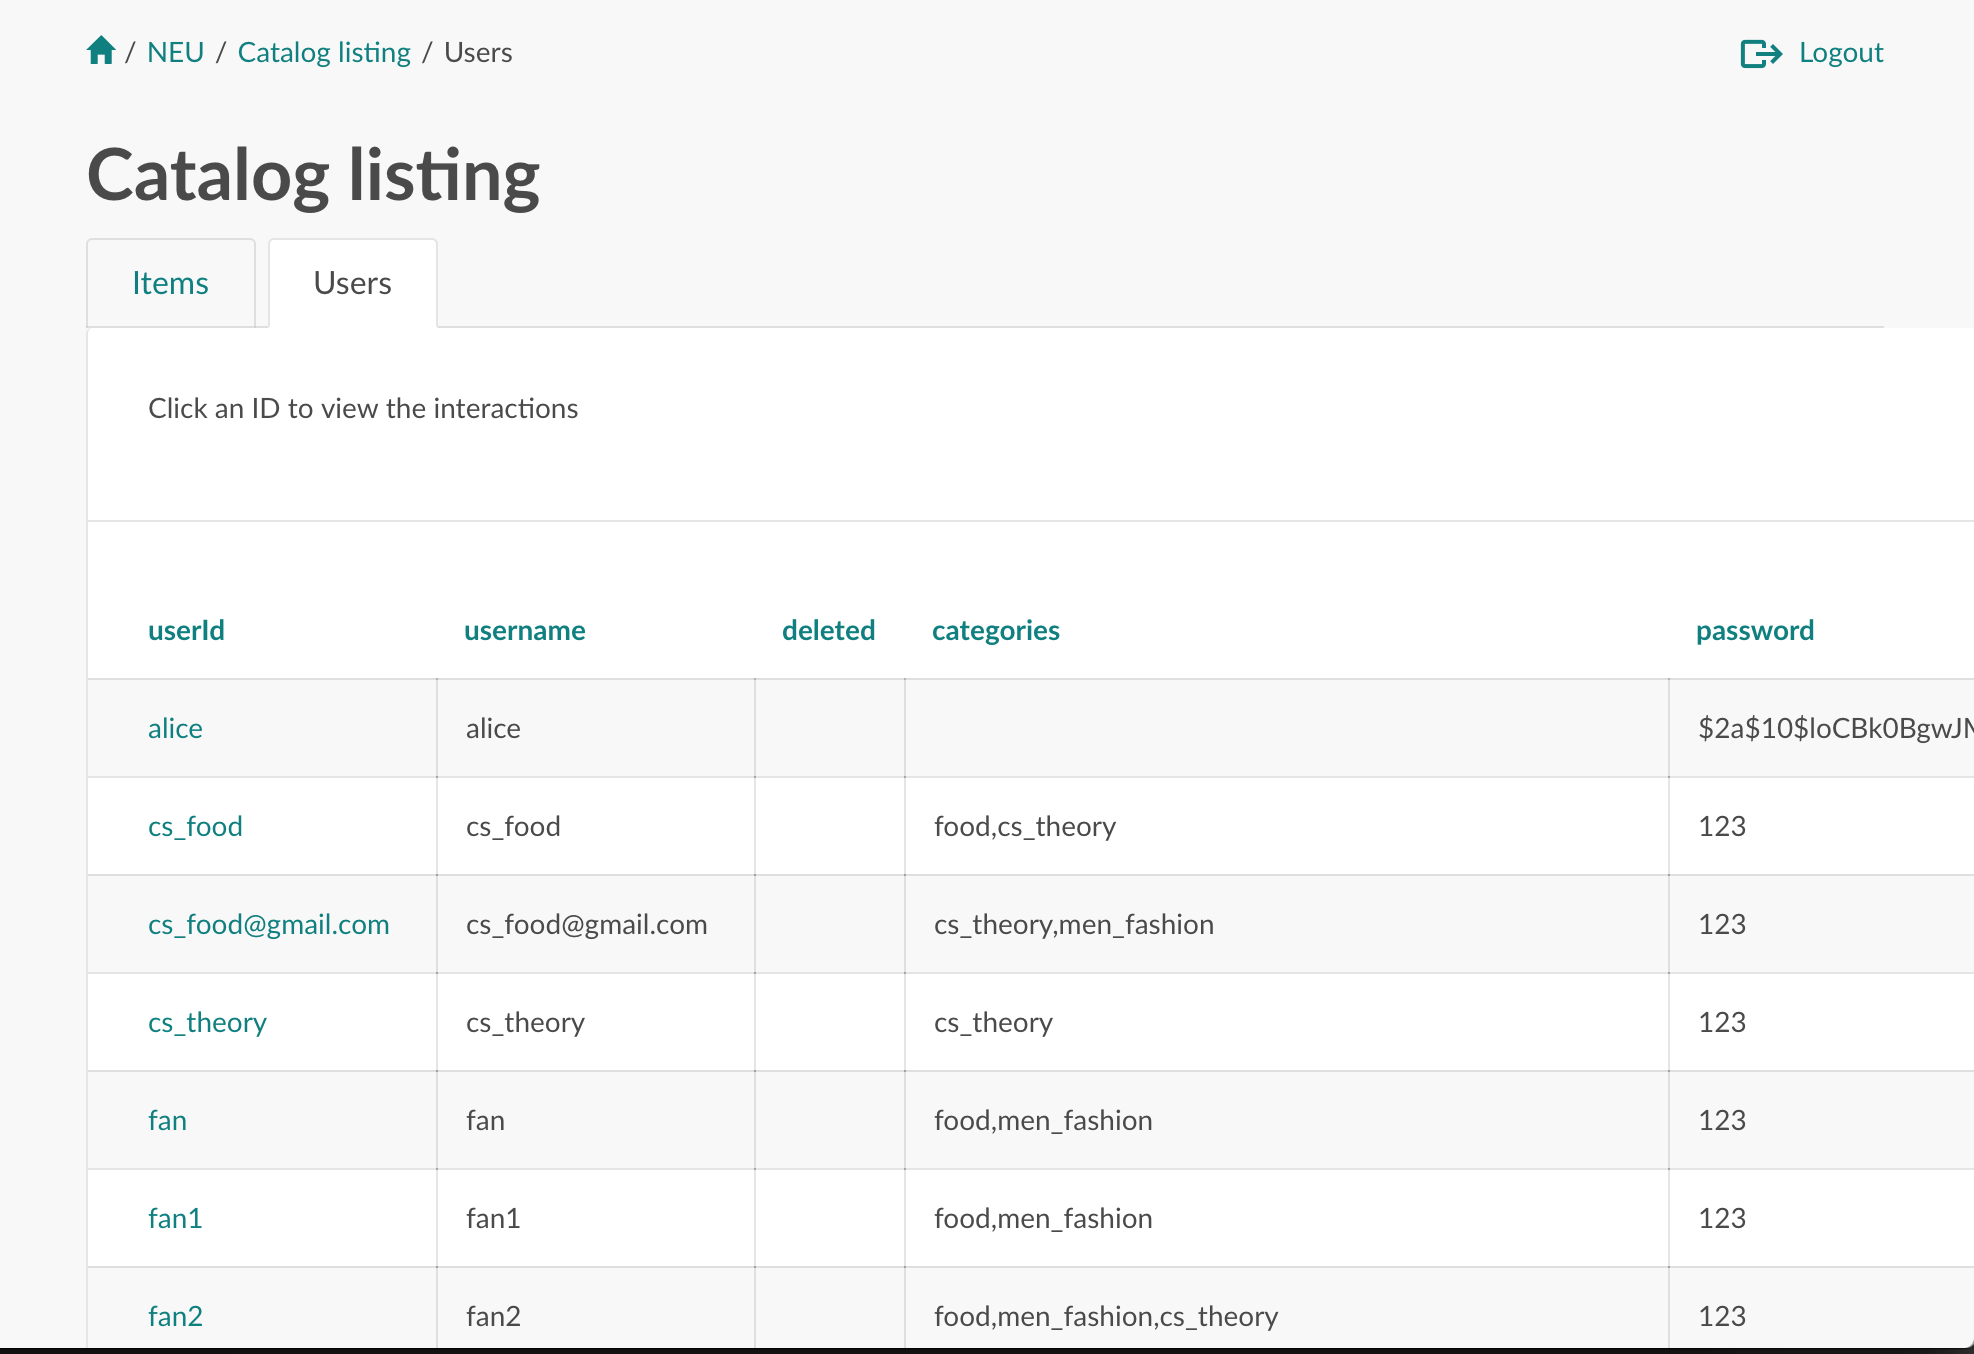 / NEU / Catalog listing / Users
Logout
Catalog listing
Items Users
Click an ID to view the interactions
userId username deleted categories password
alice alice $2a$10$loCBk0BgwJ
cs_food cs_food food,cs_theory 123
cs_food@gmail.com cs_food@gmail.com cs_theory,men_fashion 123
cs_theory cs_theory cs_theory 123
fan fan food,men_fashion 123
fan1 fan1 food,men_fashion 123
fan2 fan2 food,men_fashion,cs_theory 123